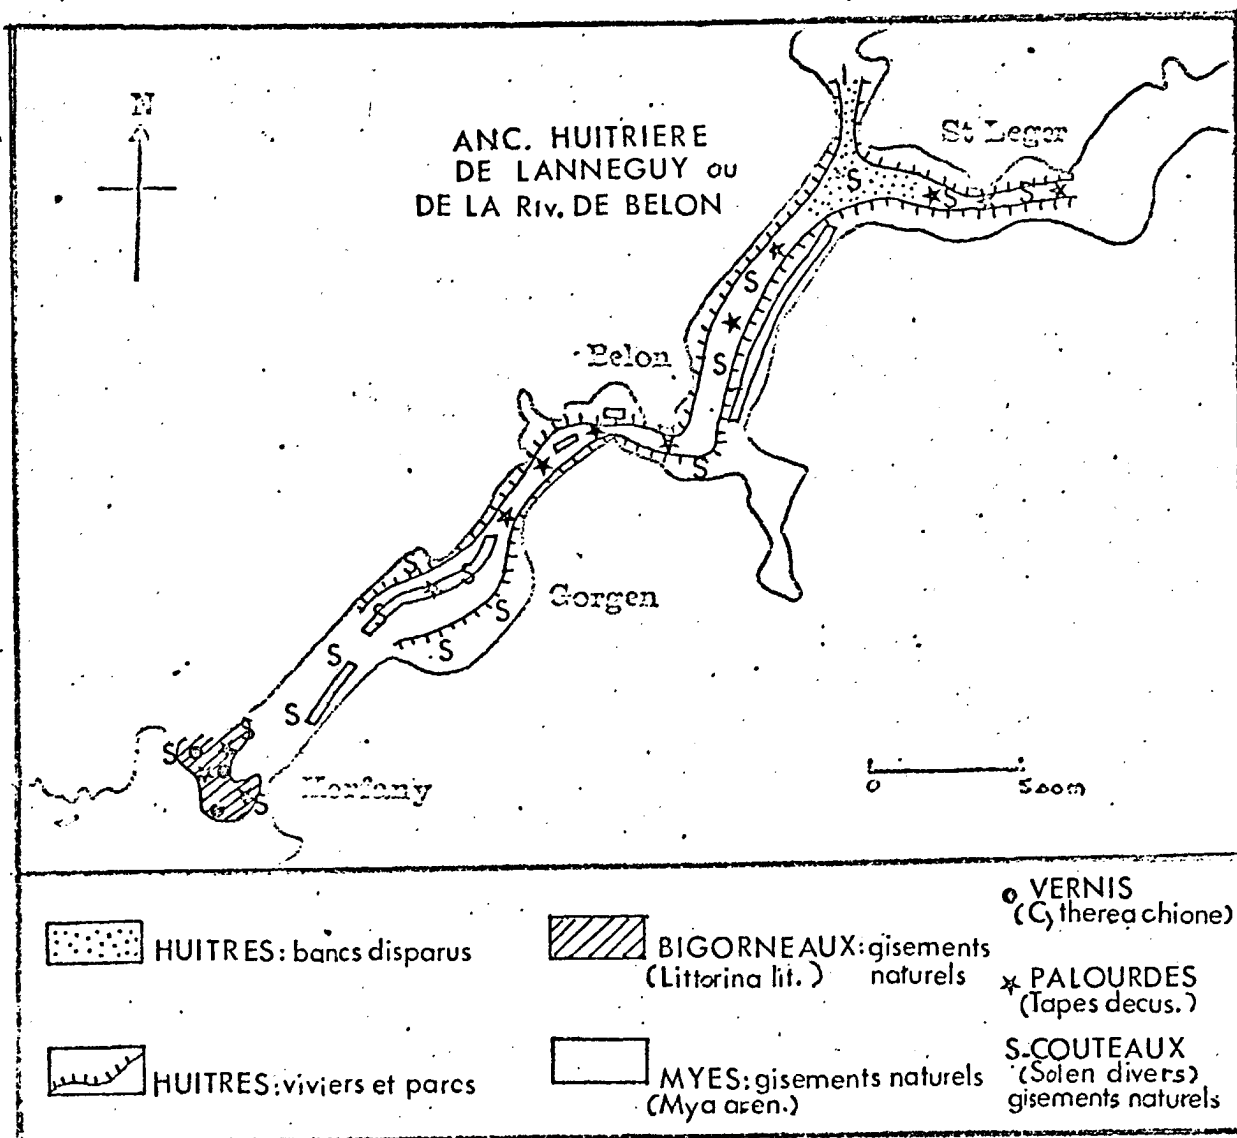 N
ANC. HUITRIERE
DE LANNEGUY ou
DE LA Riv. DE BELON
St Leger
S
S
S
S
S
Belon
S
S
S
Gorgen
S
S
S
S
S
S
S
0 500m
HUITRES: bancs disparus
HUITRES: viviers et parcs
BIGORNEAUX: gisements
(Littorina lit.) naturels
MYES: gisements naturels
(Mya aren.)
VERNIS
(Cytherea chione)
PALOURDES
(Tapes decus.)
S-COUTEAUX
(Solen divers)
gisements naturels